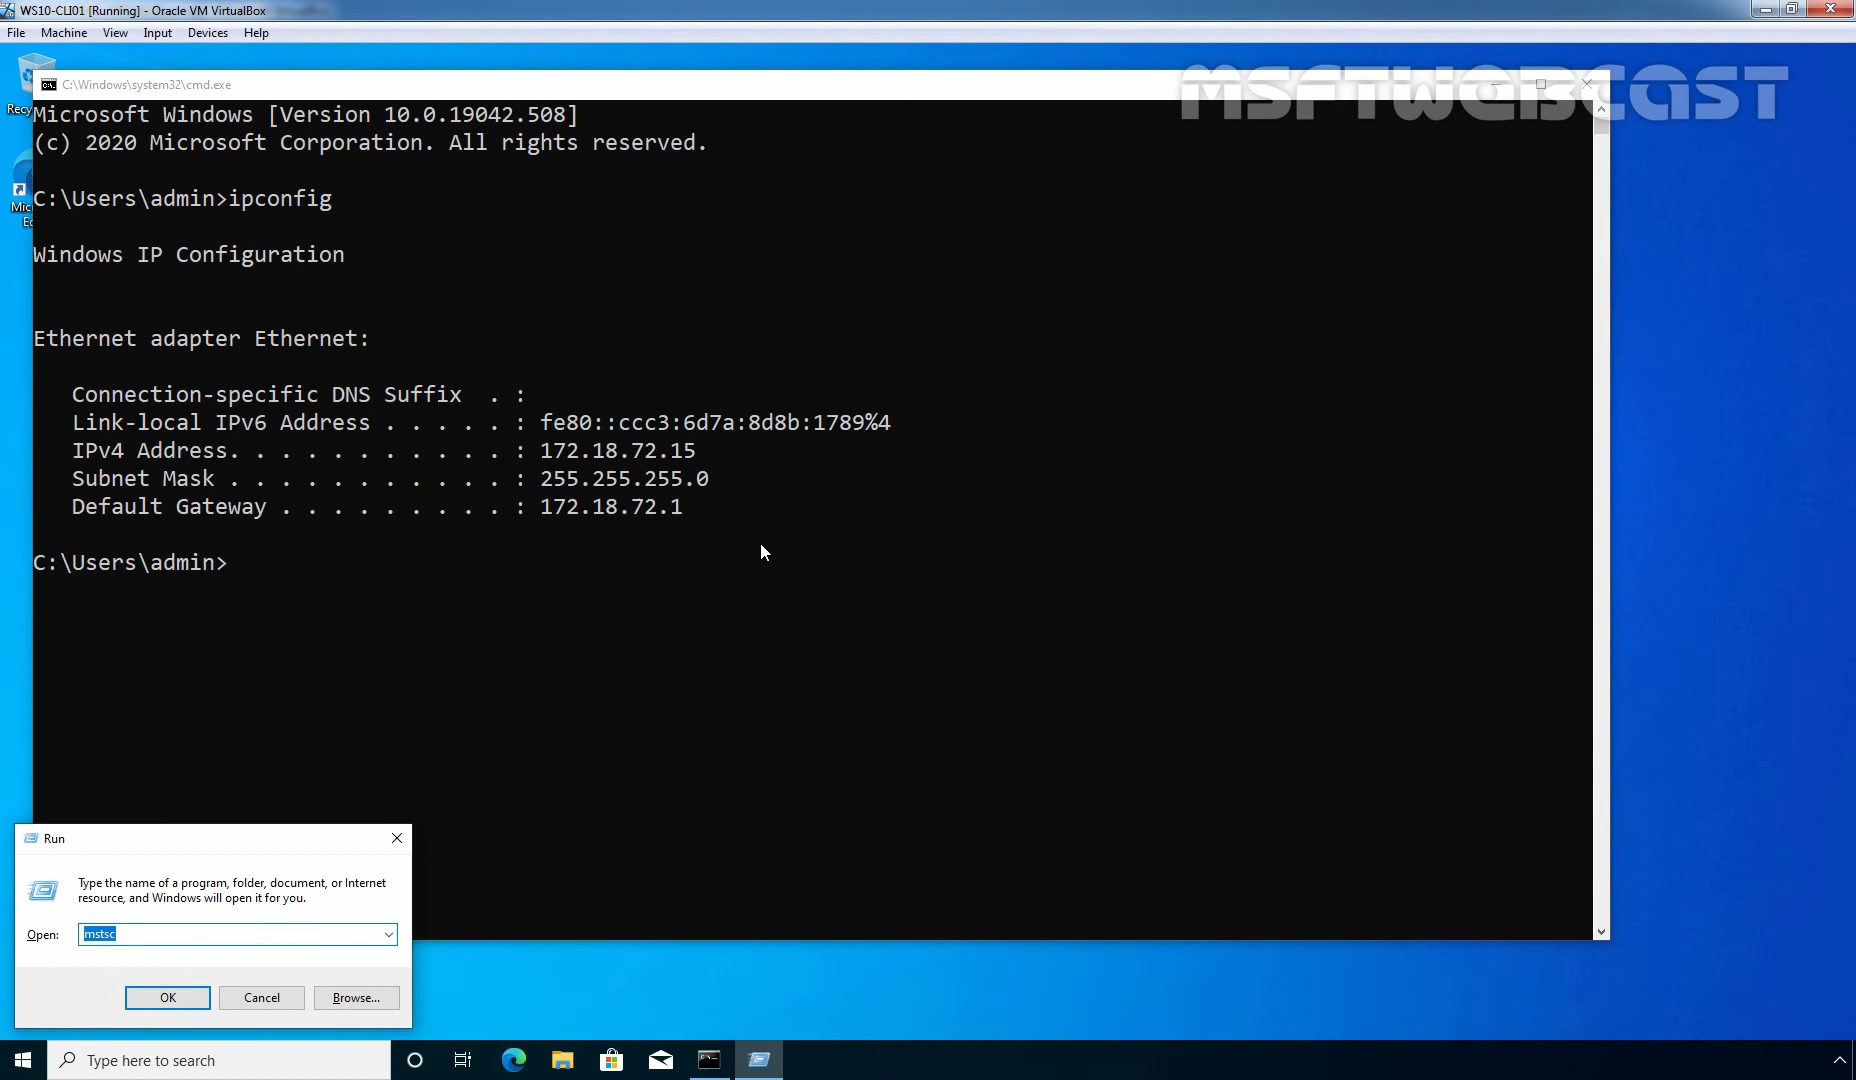 WS10-CLI01 [Running] - Oracle VM VirtualBox
File Machine View Input Devices Help
MSFTWEBCAST
C:\Windows\system32\cmd.exe
Microsoft Windows [Version 10.0.19042.508]
(c) 2020 Microsoft Corporation. All rights reserved.
C:\Users\admin>ipconfig
Windows IP Configuration
Ethernet adapter Ethernet:
Connection-specific DNS Suffix  . :
Link-local IPv6 Address . . . . . : fe80::ccc3:6d7a:8d8b:1789%4
IPv4 Address. . . . . . . . . . . : 172.18.72.15
Subnet Mask . . . . . . . . . . . : 255.255.255.0
Default Gateway . . . . . . . . . : 172.18.72.1
C:\Users\admin>
Run
Type the name of a program, folder, document, or Internet
resource, and Windows will open it for you.
Open: mstsc
OK Cancel Browse...
Type here to search